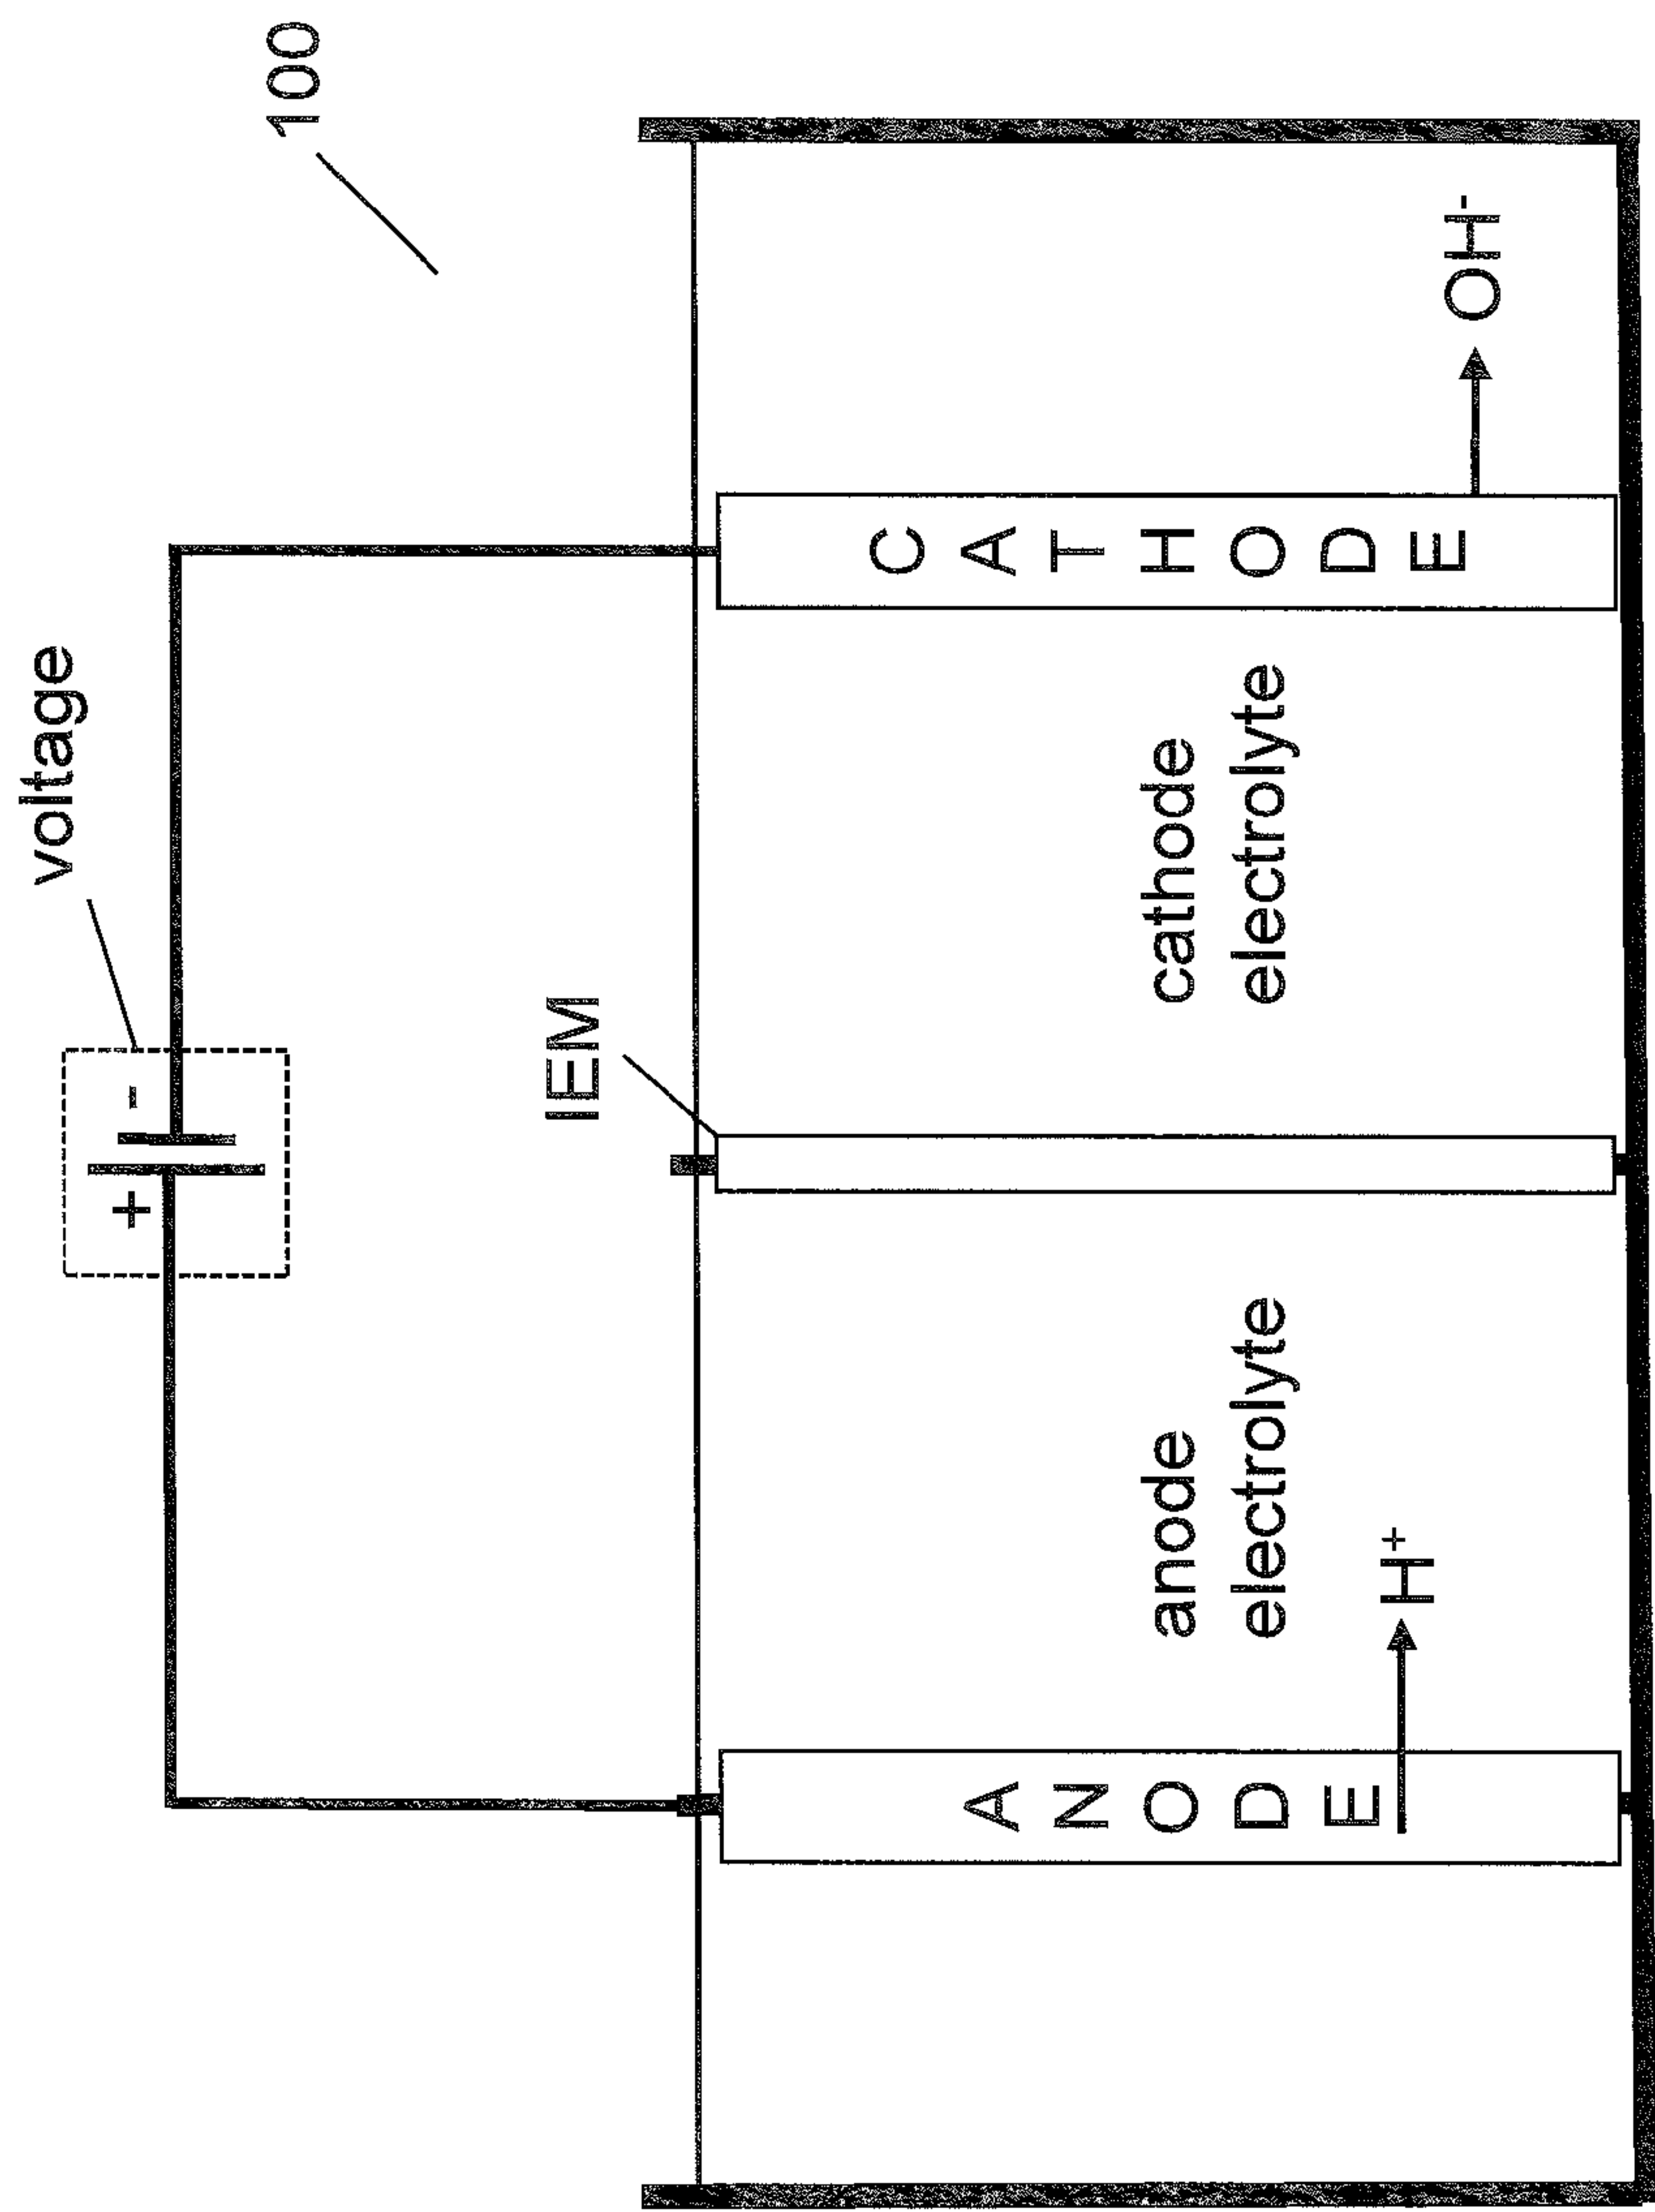 100
voltage
+ -
IEM
ANODE
anode
electrolyte
H⁺
cathode
electrolyte
CATHODE
OH⁻